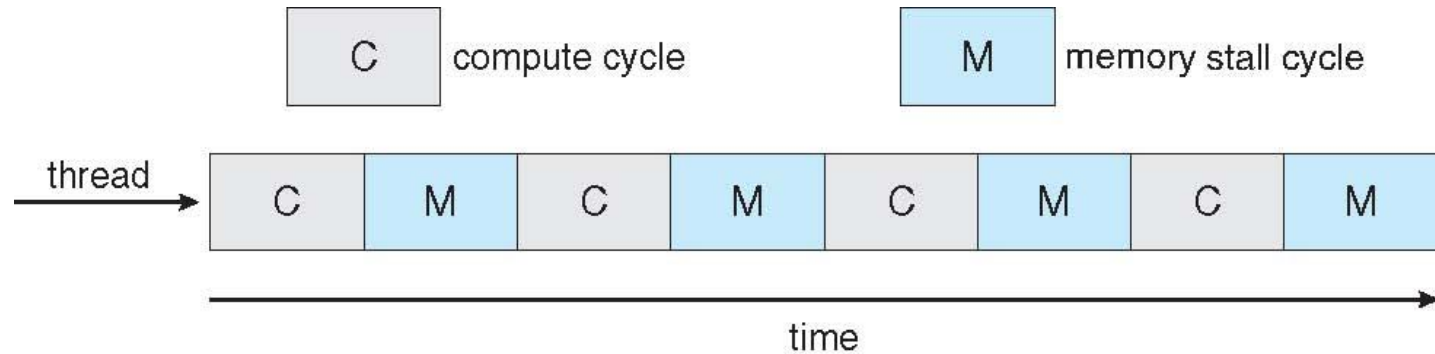 C compute cycle M memory stall cycle
thread
C M C M C M C M
time